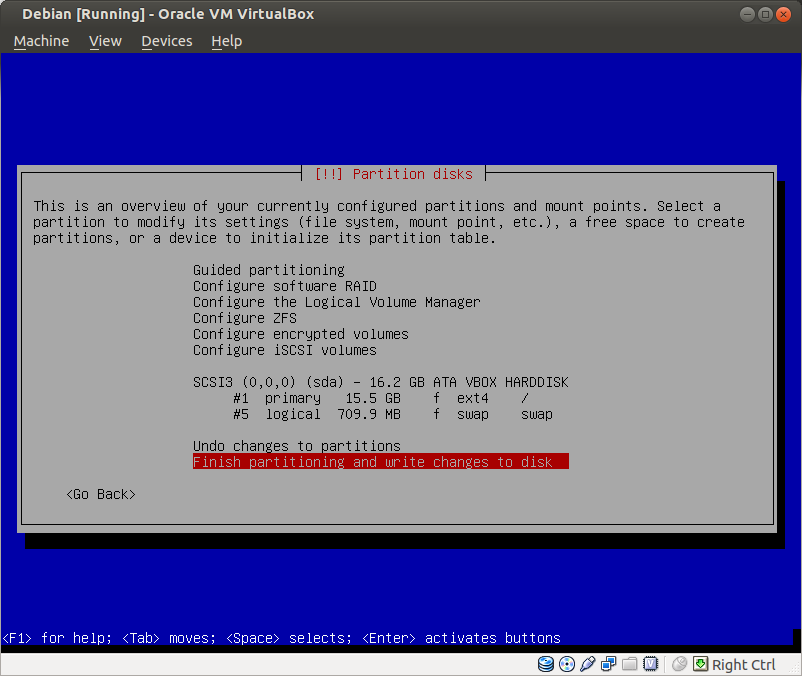 Debian [Running] - Oracle VM VirtualBox
Machine View Devices Help
[!!] Partition disks
This is an overview of your currently configured partitions and mount points. Select a
partition to modify its settings (file system, mount point, etc.), a free space to create
partitions, or a device to initialize its partition table.
Guided partitioning
Configure software RAID
Configure the Logical Volume Manager
Configure ZFS
Configure encrypted volumes
Configure iSCSI volumes
SCSI3 (0,0,0) (sda) - 16.2 GB ATA VBOX HARDDISK
#1 primary 15.5 GB f ext4 /
#5 logical 709.9 MB f swap swap
Undo changes to partitions
Finish partitioning and write changes to disk
<Go Back>
<F1> for help; <Tab> moves; <Space> selects; <Enter> activates buttons
Right Ctrl